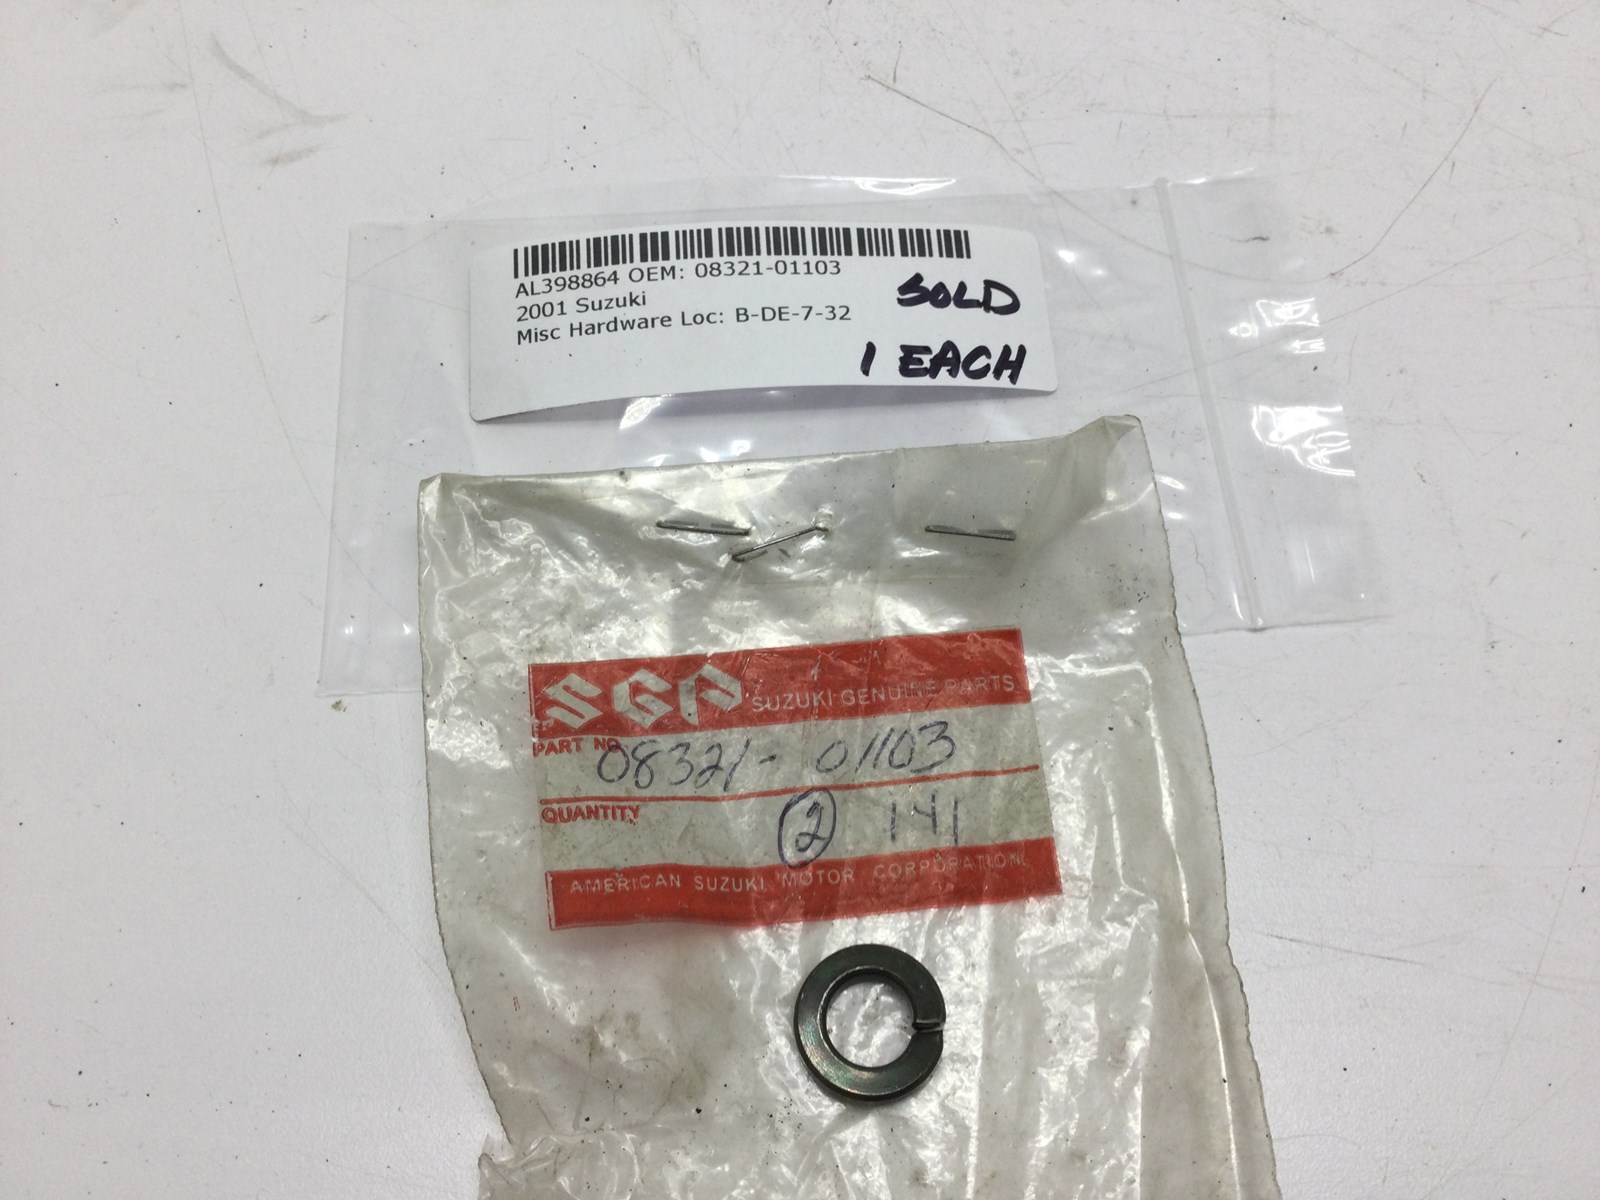 AL398864 OEM: 08321-01103
2001 Suzuki
Misc Hardware Loc: B-DE-7-32
SOLD
1 EACH
SGP SUZUKI GENUINE PARTS
PART NO. 08321-01103
QUANTITY 2 141
AMERICAN SUZUKI MOTOR CORPORATION